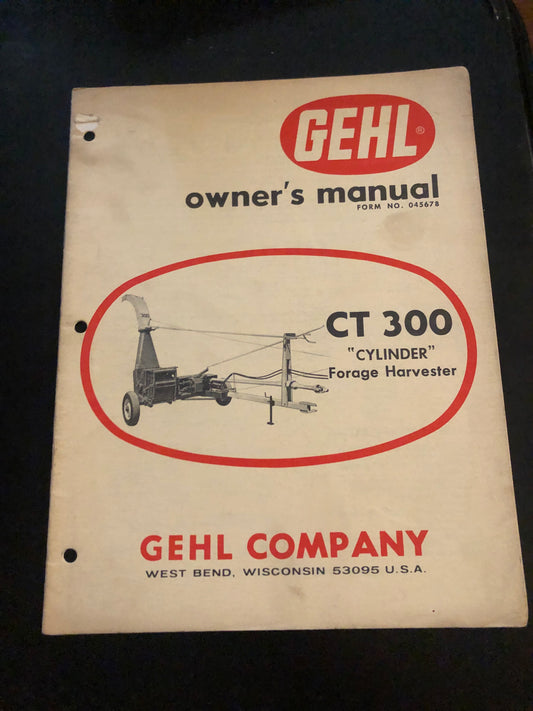 GEHL®
owner's manual
FORM NO. 045678
CT 300
"CYLINDER"
Forage Harvester
GEHL COMPANY
WEST BEND, WISCONSIN 53095 U.S.A.